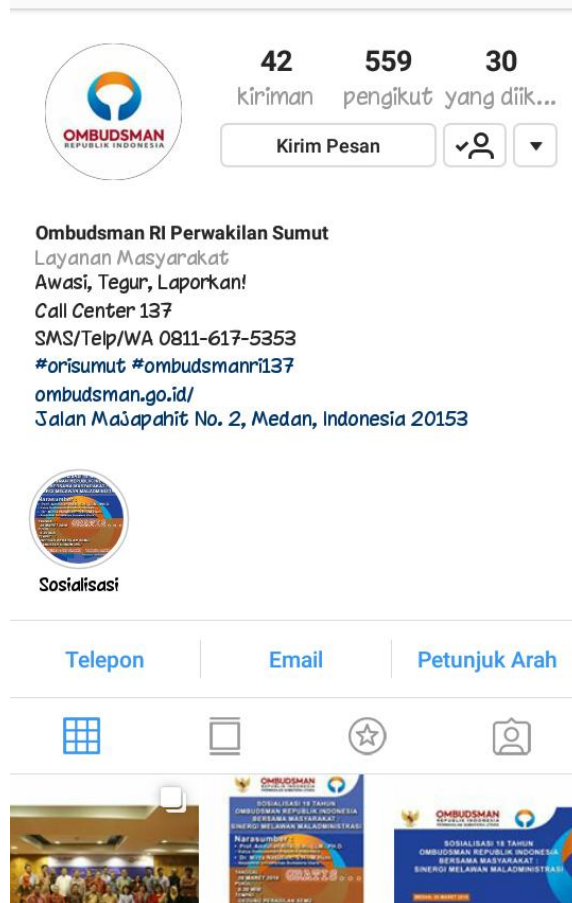 42 559 30
kiriman pengikut yang diik...
OMBUDSMAN
REPUBLIK INDONESIA
Kirim Pesan
Ombudsman RI Perwakilan Sumut
Layanan Masyarakat
Awasi, Tegur, Laporkan!
Call Center 137
SMS/Telp/WA 0811-617-5353
#orisumut #ombudsmanri137
ombudsman.go.id/
Jalan Majapahit No. 2, Medan, Indonesia 20153
Sosialisasi
Telepon Email Petunjuk Arah
OMBUDSMAN
SOSIALISASI 18 TAHUN
OMBUDSMAN REPUBLIK INDONESIA
BERSAMA MASYARAKAT :
SINERGI MELAWAN MALADMINISTRASI
Narasumber :
GRATIS...
OMBUDSMAN
REPUBLIK INDONESIA
SOSIALISASI 18 TAHUN
OMBUDSMAN REPUBLIK INDONESIA
BERSAMA MASYARAKAT :
SINERGI MELAWAN MALADMINISTRASI